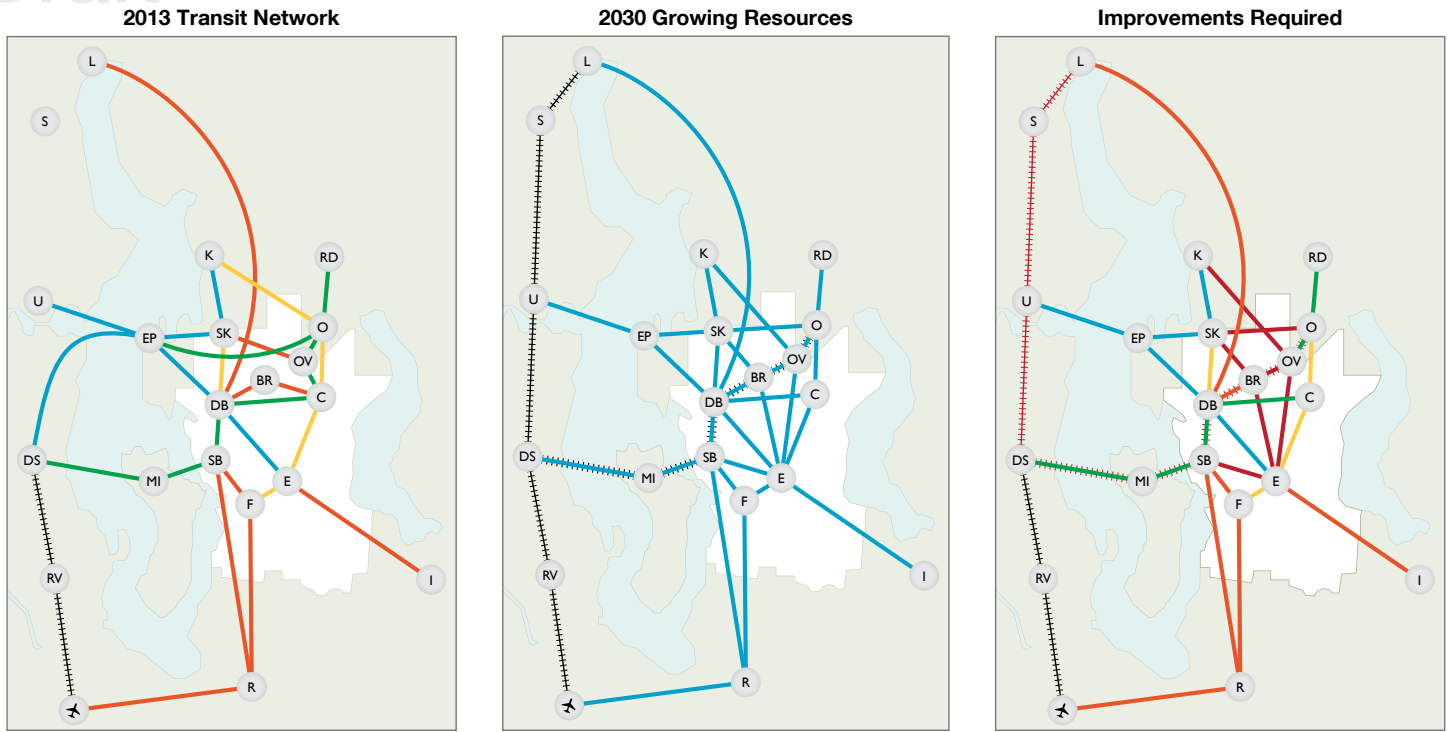 Draft
2013 Transit Network
2030 Growing Resources
Improvements Required
L
S
K
RD
U
EP
SK
O
OV
BR
DB
C
DS
SB
MI
E
F
RV
I
R
L
S
K
RD
U
EP
SK
O
OV
BR
DB
C
DS
SB
MI
E
F
RV
I
R
L
S
K
RD
U
EP
SK
O
OV
BR
DB
C
DS
SB
MI
E
F
RV
I
R